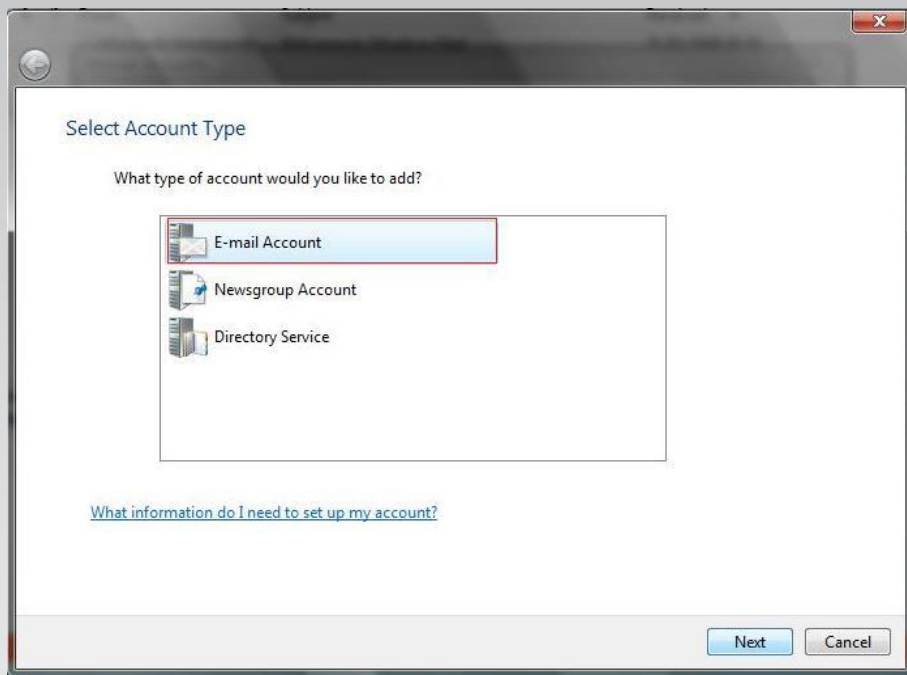 Select Account Type
What type of account would you like to add?
E-mail Account
Newsgroup Account
Directory Service
What information do I need to set up my account?
Next
Cancel